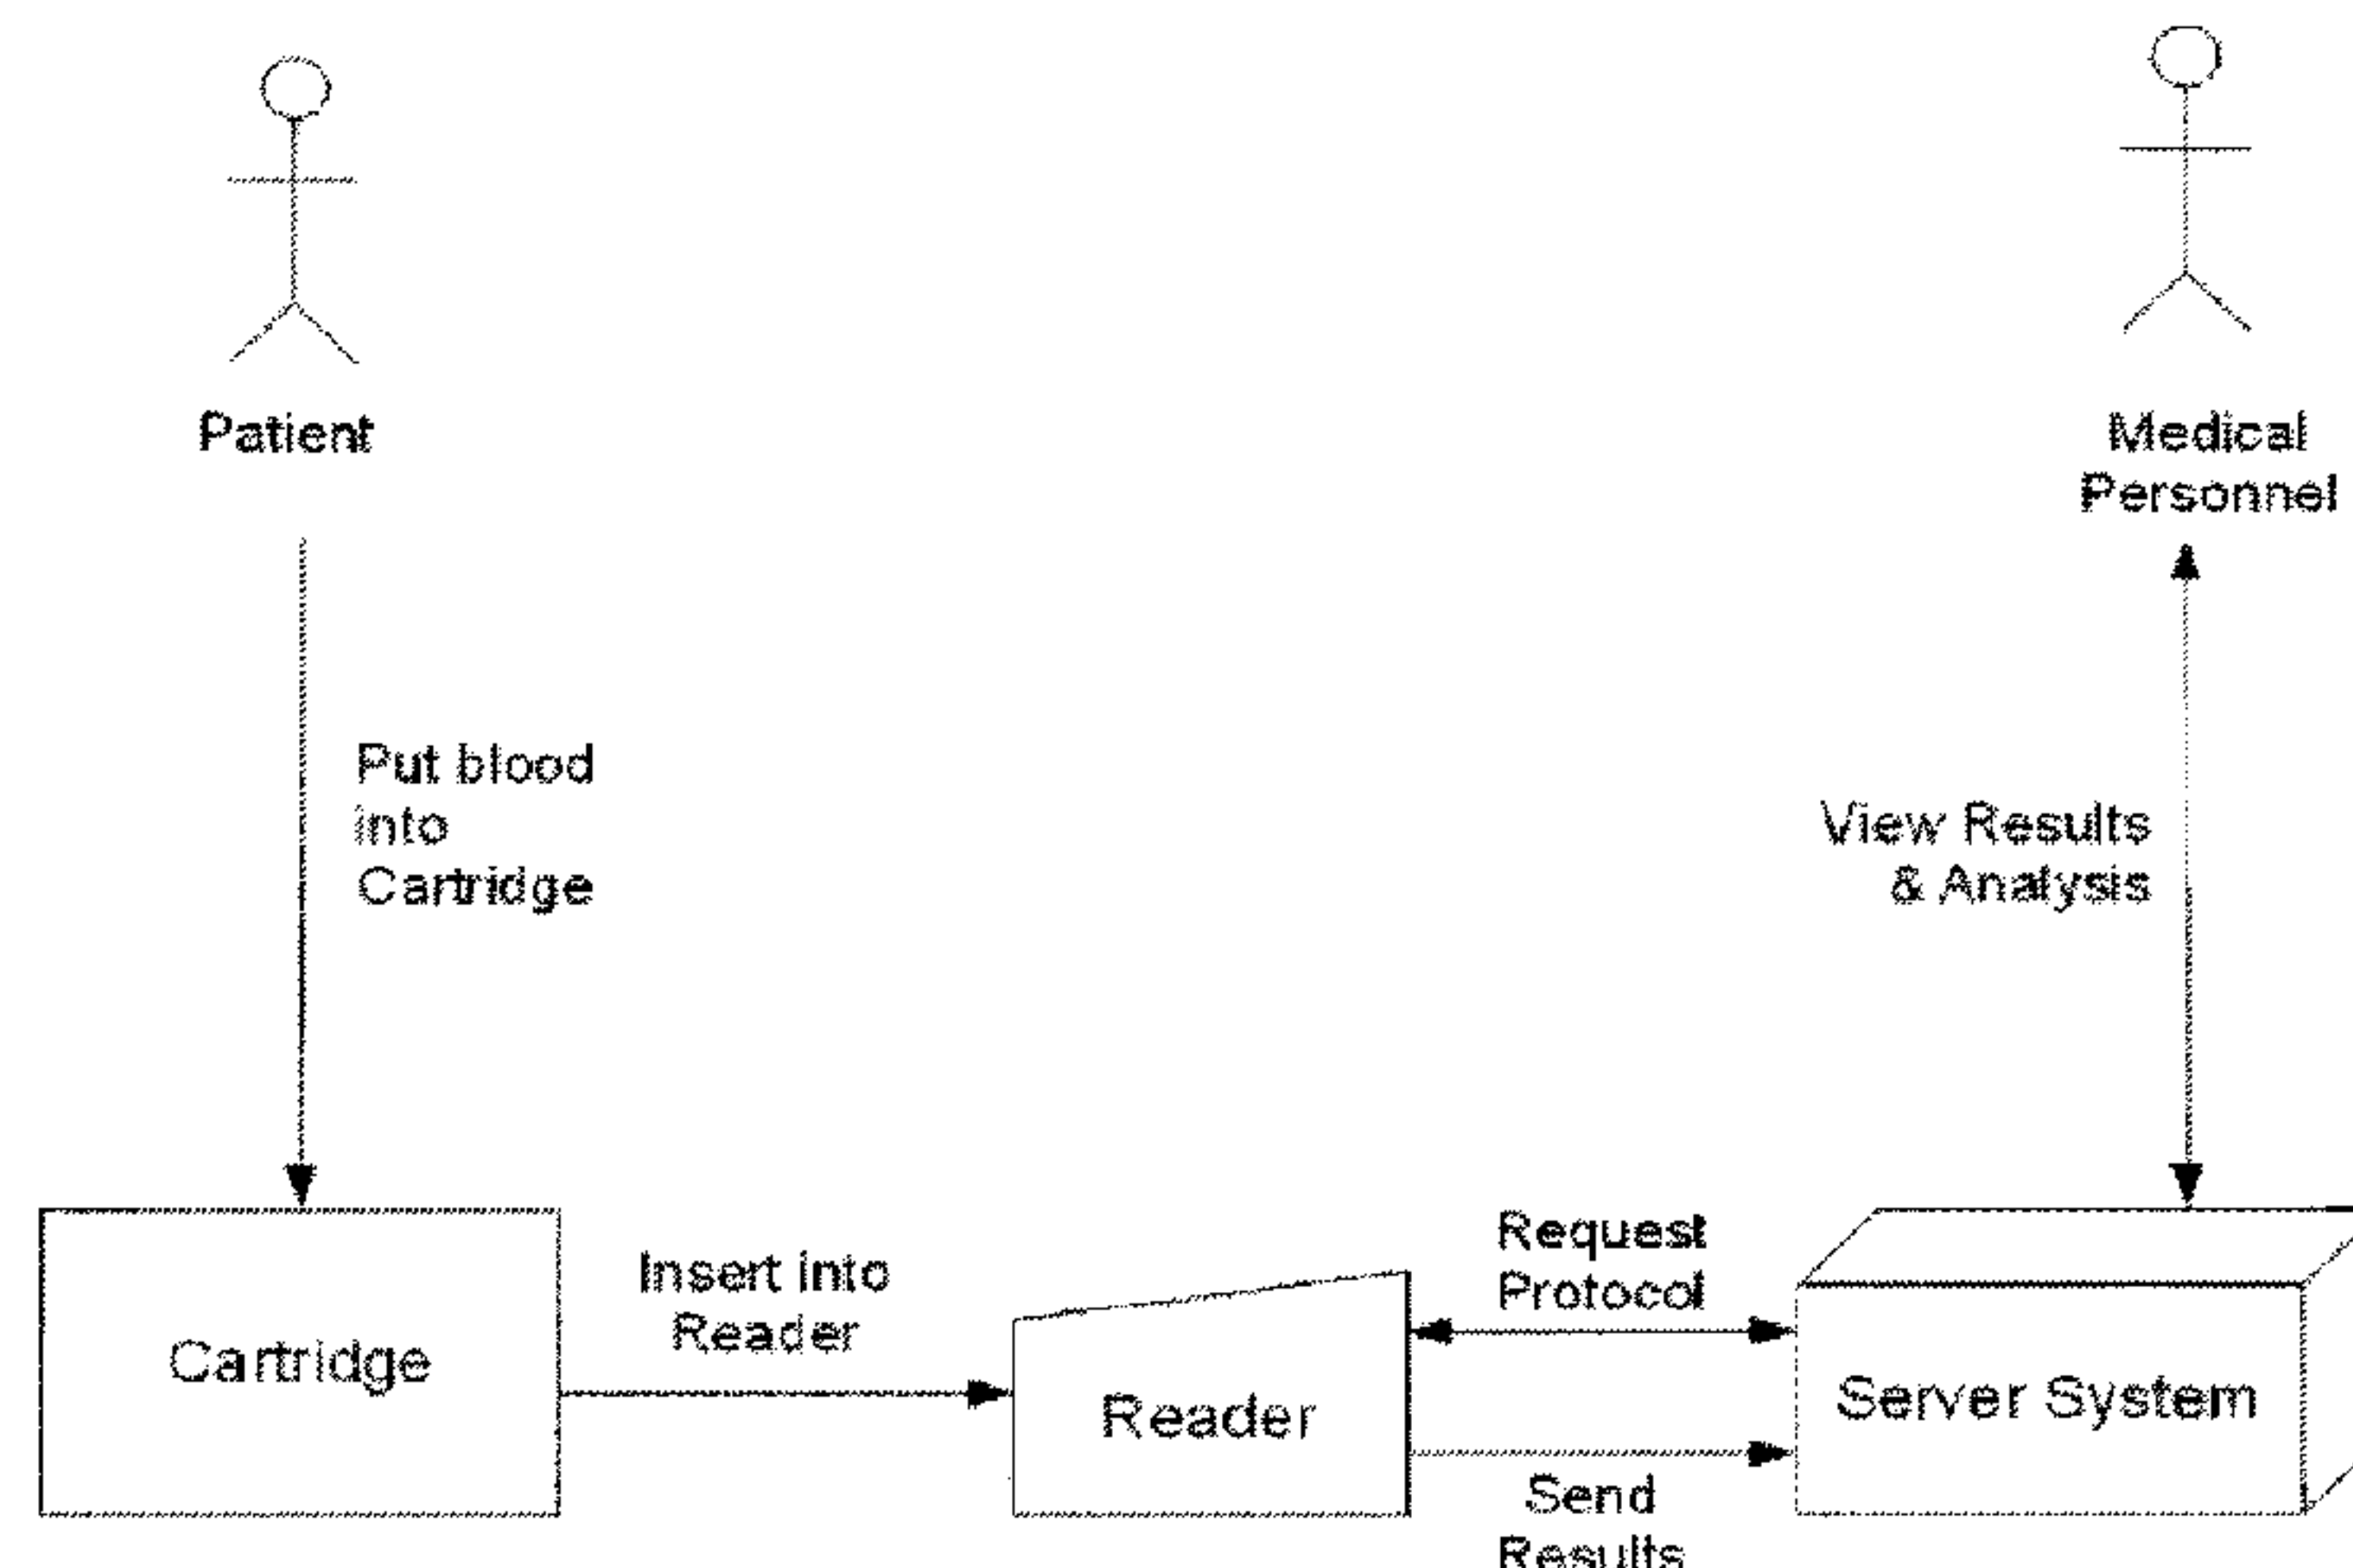 Patient
Medical
Personnel
Put blood
into
Cartridge
View Results
& Analysis
Cartridge
Insert into
Reader
Reader
Request
Protocol
Send
Results
Server System